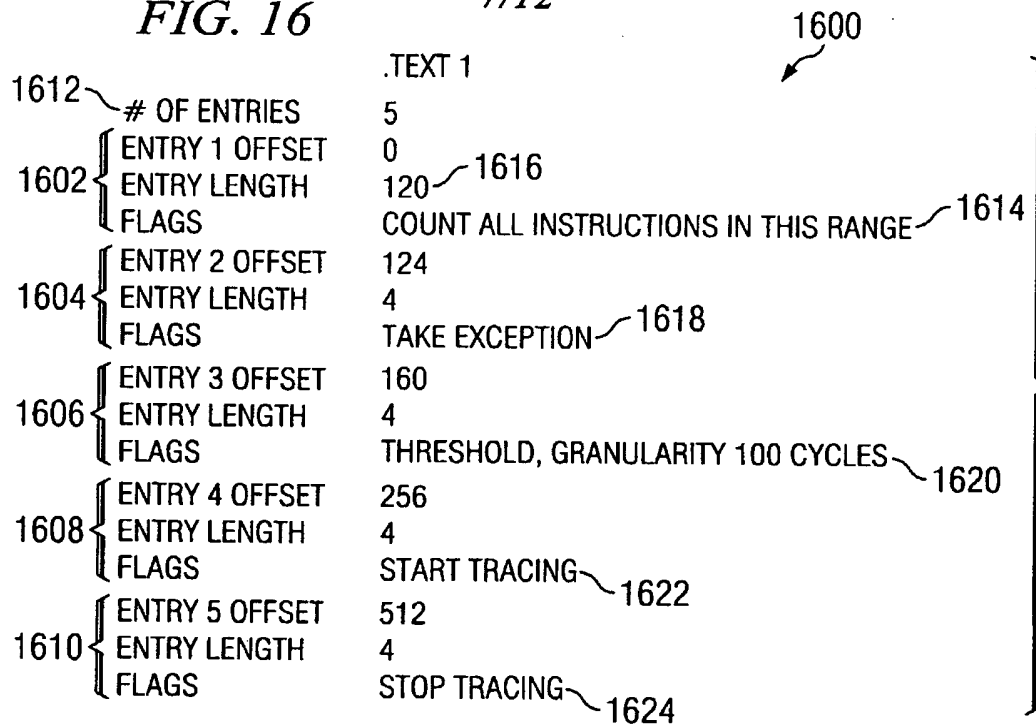 FIG. 16
7/12
1600
.TEXT 1
1612 # OF ENTRIES 5
ENTRY 1 OFFSET 0
1602 ENTRY LENGTH 120 1616
FLAGS COUNT ALL INSTRUCTIONS IN THIS RANGE 1614
ENTRY 2 OFFSET 124
1604 ENTRY LENGTH 4
FLAGS TAKE EXCEPTION 1618
ENTRY 3 OFFSET 160
1606 ENTRY LENGTH 4
FLAGS THRESHOLD, GRANULARITY 100 CYCLES 1620
ENTRY 4 OFFSET 256
1608 ENTRY LENGTH 4
FLAGS START TRACING 1622
ENTRY 5 OFFSET 512
1610 ENTRY LENGTH 4
FLAGS STOP TRACING 1624